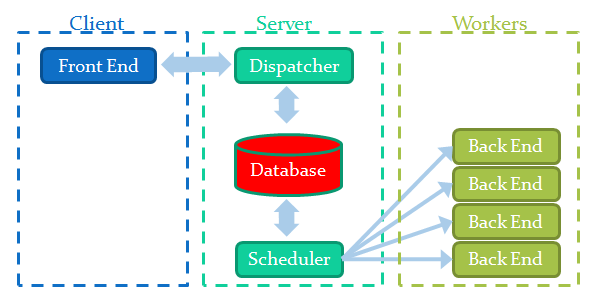 Client
Server
Workers
Front End
Dispatcher
Database
Scheduler
Back End
Back End
Back End
Back End